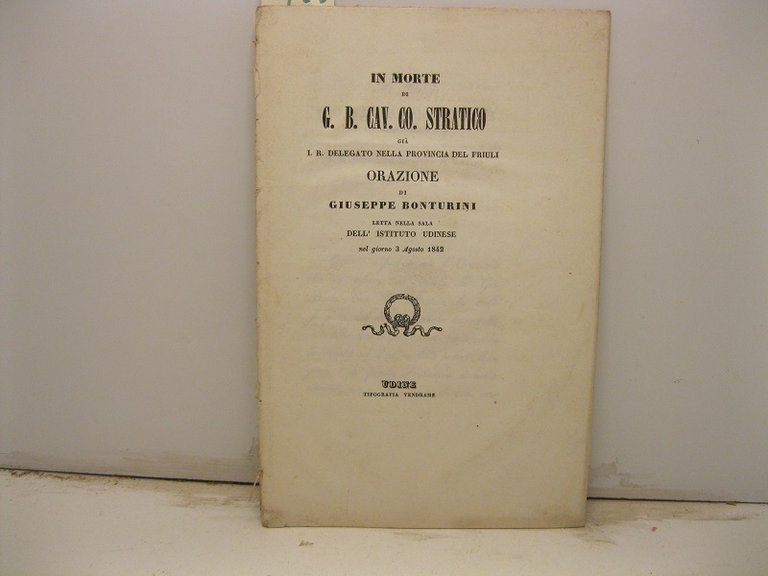 IN MORTE
DI
G. B. CAV. CO. STRATICO
GIÀ
I. R. DELEGATO NELLA PROVINCIA DEL FRIULI
ORAZIONE
DI
GIUSEPPE BONTURINI
LETTA NELLA SALA
DELL' ISTITUTO UDINESE
nel giorno 3 Agosto 1842
UDINE
TIPOGRAFIA VENDRAME